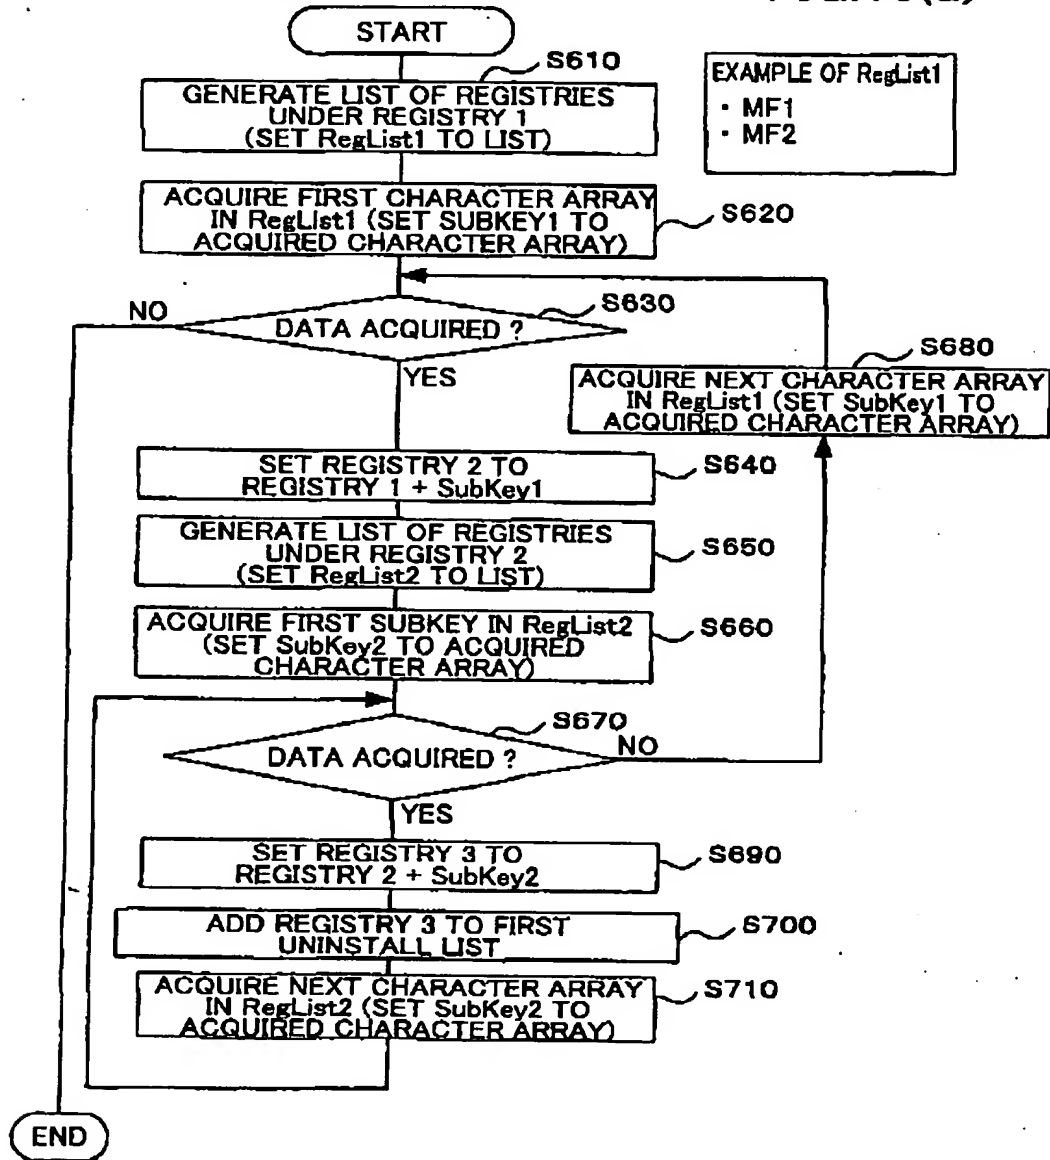 START
S610
GENERATE LIST OF REGISTRIES
UNDER REGISTRY 1
(SET RegList1 TO LIST)
EXAMPLE OF RegList1
· MF1
· MF2
ACQUIRE FIRST CHARACTER ARRAY
IN RegList1 (SET SUBKEY1 TO
ACQUIRED CHARACTER ARRAY)
S620
S630
NO
DATA ACQUIRED ?
YES
S680
ACQUIRE NEXT CHARACTER ARRAY
IN RegList1 (SET SubKey1 TO
ACQUIRED CHARACTER ARRAY)
SET REGISTRY 2 TO
REGISTRY 1 + SubKey1
S640
GENERATE LIST OF REGISTRIES
UNDER REGISTRY 2
(SET RegList2 TO LIST)
S650
ACQUIRE FIRST SUBKEY IN RegList2
(SET SubKey2 TO ACQUIRED
CHARACTER ARRAY)
S660
S670
DATA ACQUIRED ?
NO
YES
SET REGISTRY 3 TO
REGISTRY 2 + SubKey2
S690
ADD REGISTRY 3 TO FIRST
UNINSTALL LIST
S700
ACQUIRE NEXT CHARACTER ARRAY
IN RegList2 (SET SubKey2 TO
ACQUIRED CHARACTER ARRAY)
S710
END